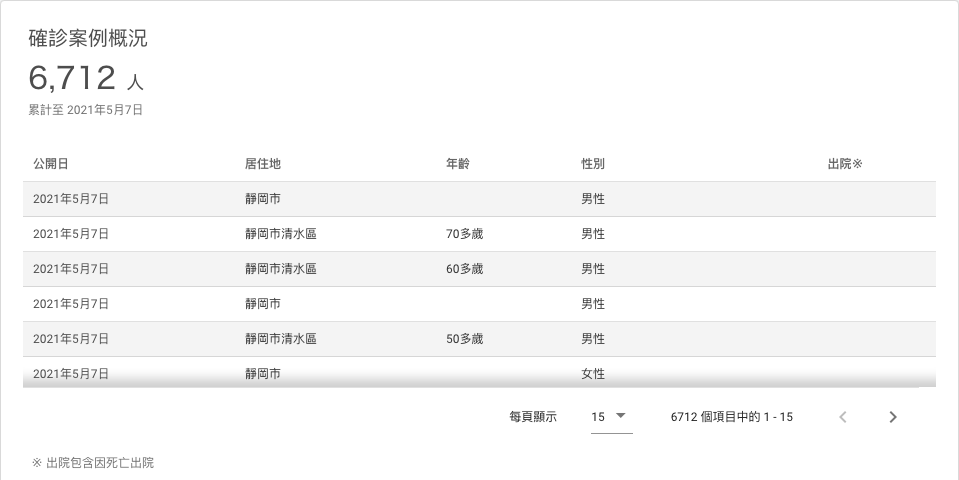 確診案例概況
6,712 人
累計至 2021年5月7日
公開日 居住地 年齡 性別 出院※
2021年5月7日 靜岡市 男性
2021年5月7日 靜岡市清水區 70多歲 男性
2021年5月7日 靜岡市清水區 60多歲 男性
2021年5月7日 靜岡市 男性
2021年5月7日 靜岡市清水區 50多歲 男性
2021年5月7日 靜岡市 女性
每頁顯示 15 6712 個項目中的 1 - 15
※ 出院包含因死亡出院